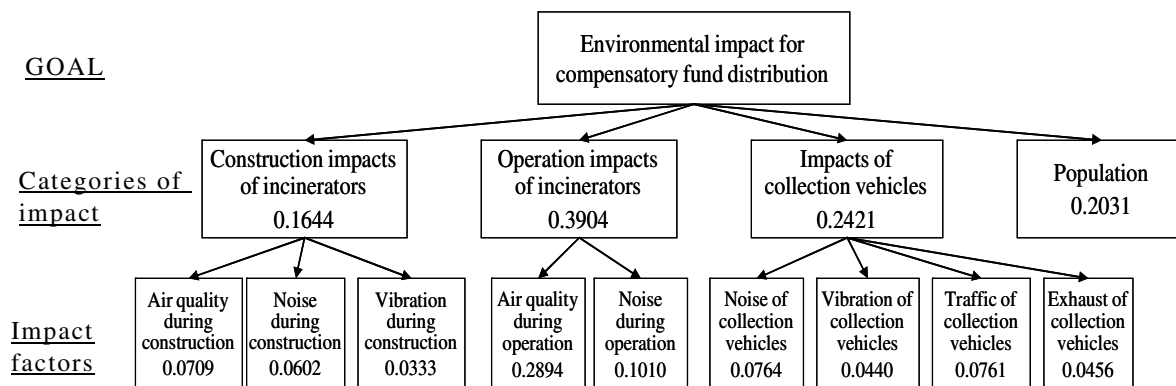 GOAL
Environmental impact for
compensatory fund distribution
Categories of
impact
Construction impacts
of incinerators
0.1644
Operation impacts
of incinerators
0.3904
Impacts of
collection vehicles
0.2421
Population
0.2031
Impact
factors
Air quality
during
construction
0.0709
Noise
during
construction
0.0602
Vibration
during
construction
0.0333
Air quality
during
operation
0.2894
Noise
during
operation
0.1010
Noise of
collection
vehicles
0.0764
Vibration of
collection
vehicles
0.0440
Traffic of
collection
vehicles
0.0761
Exhaust of
collection
vehicles
0.0456